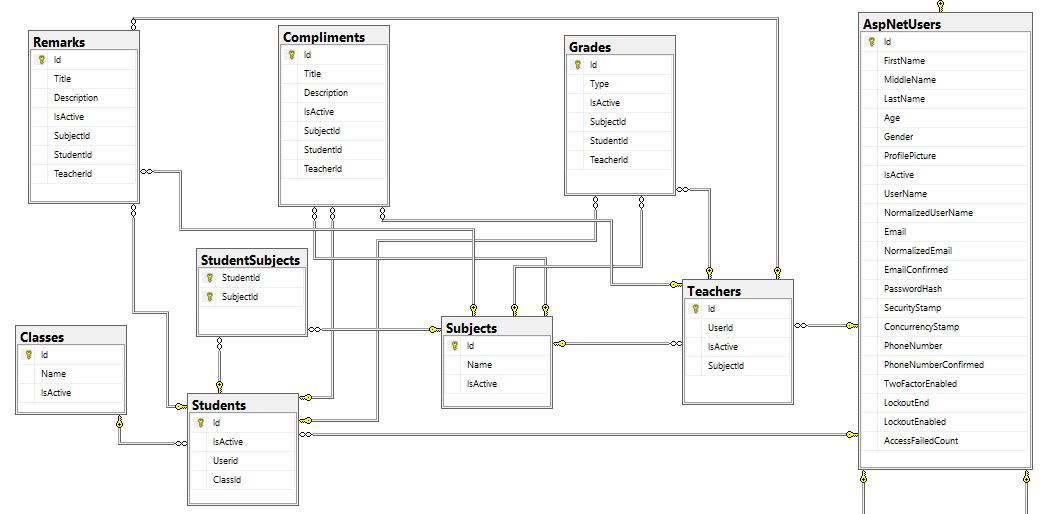 Remarks
Id
Title
Description
IsActive
SubjectId
StudentId
TeacherId
Compliments
Id
Title
Description
IsActive
SubjectId
StudentId
TeacherId
Grades
Id
Type
IsActive
SubjectId
StudentId
TeacherId
AspNetUsers
Id
FirstName
MiddleName
LastName
Age
Gender
ProfilePicture
IsActive
UserName
NormalizedUserName
Email
NormalizedEmail
EmailConfirmed
PasswordHash
SecurityStamp
ConcurrencyStamp
PhoneNumber
PhoneNumberConfirmed
TwoFactorEnabled
LockoutEnd
LockoutEnabled
AccessFailedCount
StudentSubjects
StudentId
SubjectId
Teachers
Id
UserId
IsActive
SubjectId
Classes
Id
Name
IsActive
Subjects
Id
Name
IsActive
Students
Id
IsActive
Userid
ClassId